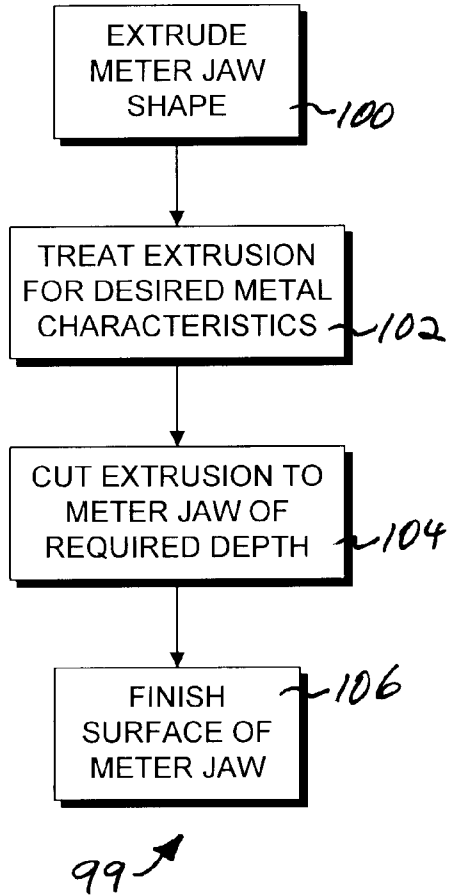 EXTRUDE
METER JAW
SHAPE
100
TREAT EXTRUSION
FOR DESIRED METAL
CHARACTERISTICS
102
CUT EXTRUSION TO
METER JAW OF
REQUIRED DEPTH
104
FINISH
106
SURFACE OF
METER JAW
99